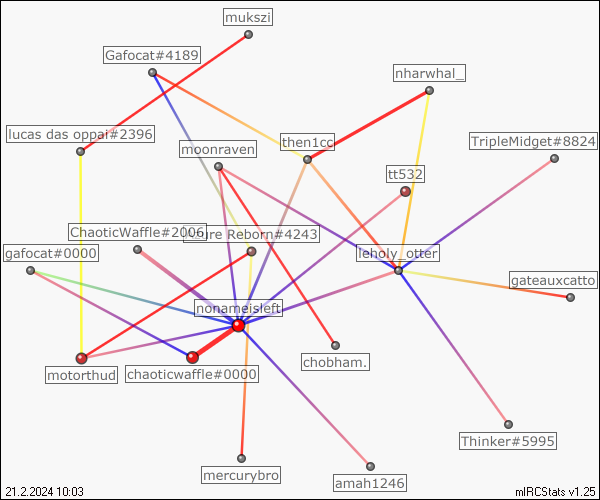 mukszi
Gafocat#4189
nharwhal_
lucas das oppai#2396
then1cc
TripleMidget#8824
moonraven
tt532
ChaoticWaffle#2006
Reborn#4243
gafocat#0000
leholy_otter
gateauxcatto
nonameisleft
chobham.
motorthud
chaoticwaffle#0000
Thinker#5995
mercurybro
amah1246
21.2.2024 10:03
mIRCStats v1.25